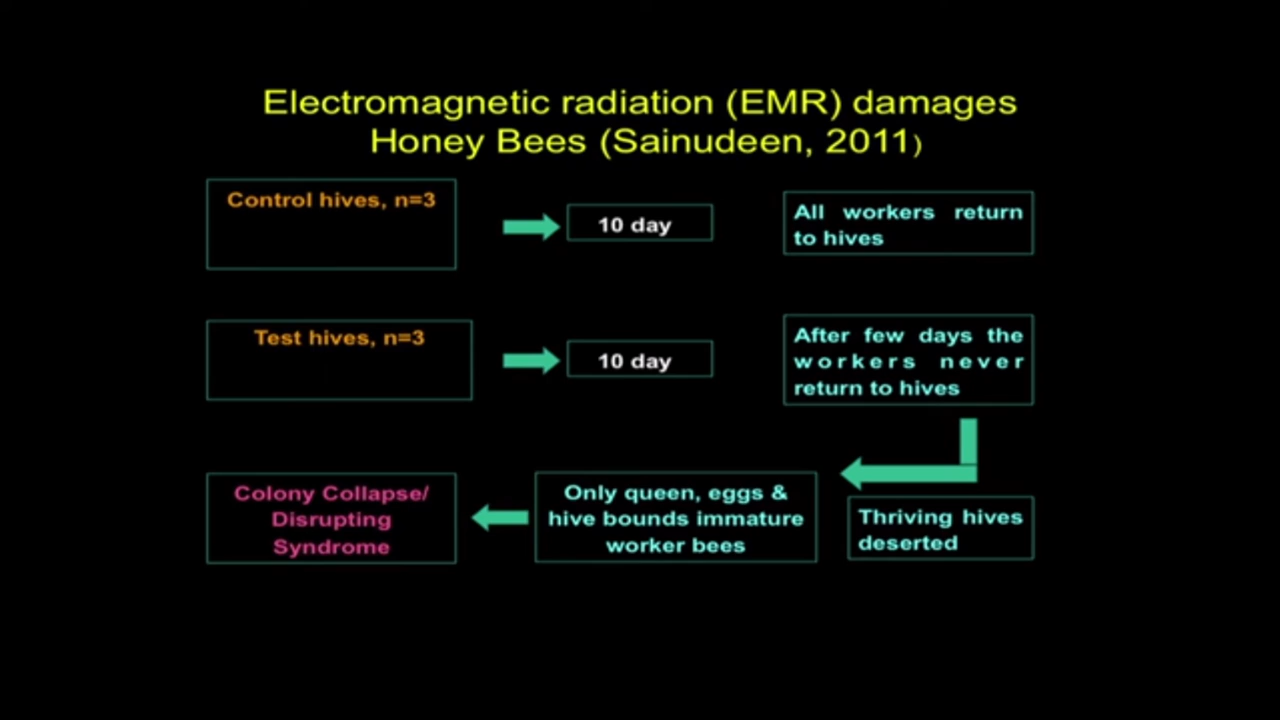 Electromagnetic radiation (EMR) damages
Honey Bees (Sainudeen, 2011)
Control hives, n=3
10 day
All workers return
to hives
Test hives, n=3
10 day
After few days the
workers never
return to hives
Colony Collapse/
Disrupting
Syndrome
Only queen, eggs &
hive bounds immature
worker bees
Thriving hives
deserted